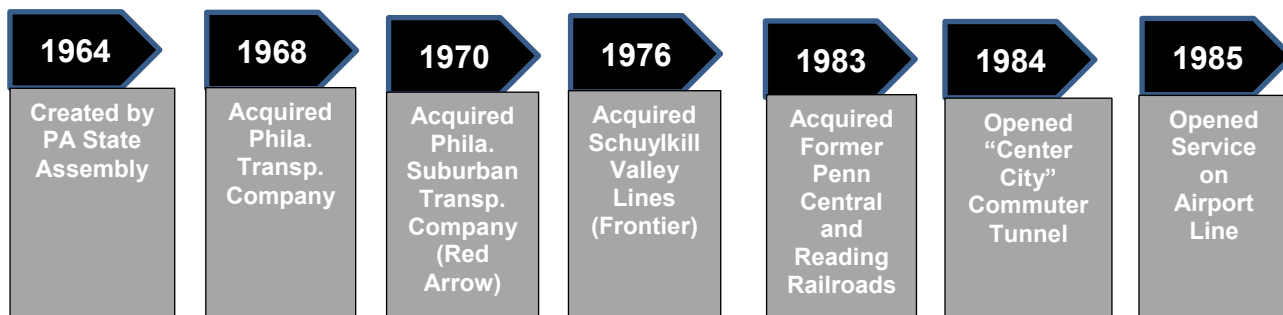 1964
Created by
PA State
Assembly
1968
Acquired
Phila.
Transp.
Company
1970
Acquired
Phila.
Suburban
Transp.
Company
(Red
Arrow)
1976
Acquired
Schuylkill
Valley
Lines
(Frontier)
1983
Acquired
Former
Penn
Central
and
Reading
Railroads
1984
Opened
“Center
City”
Commuter
Tunnel
1985
Opened
Service
on
Airport
Line